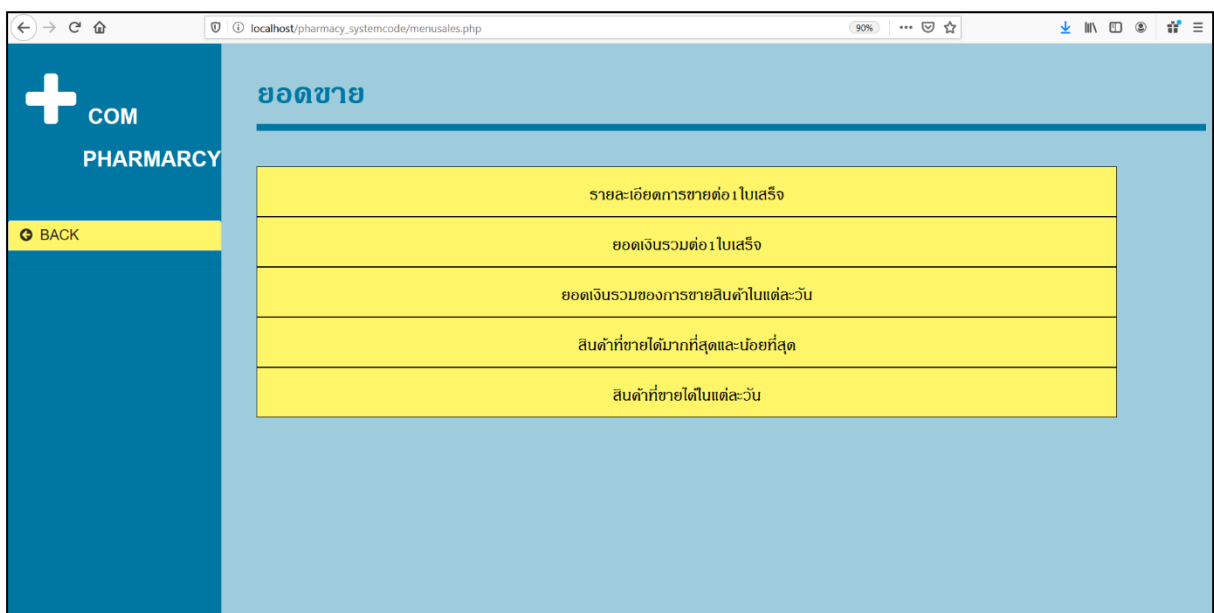 localhost/pharmacy_systemcode/menusales.php
90%
COM
PHARMARCY
BACK
ยอดขาย
รายละเอียดการขายต่อ1ใบเสร็จ
ยอดเงินรวมต่อ1ใบเสร็จ
ยอดเงินรวมของการขายสินค้าในแต่ละวัน
สินค้าที่ขายได้มากที่สุดและน้อยที่สุด
สินค้าที่ขายได้ในแต่ละวัน